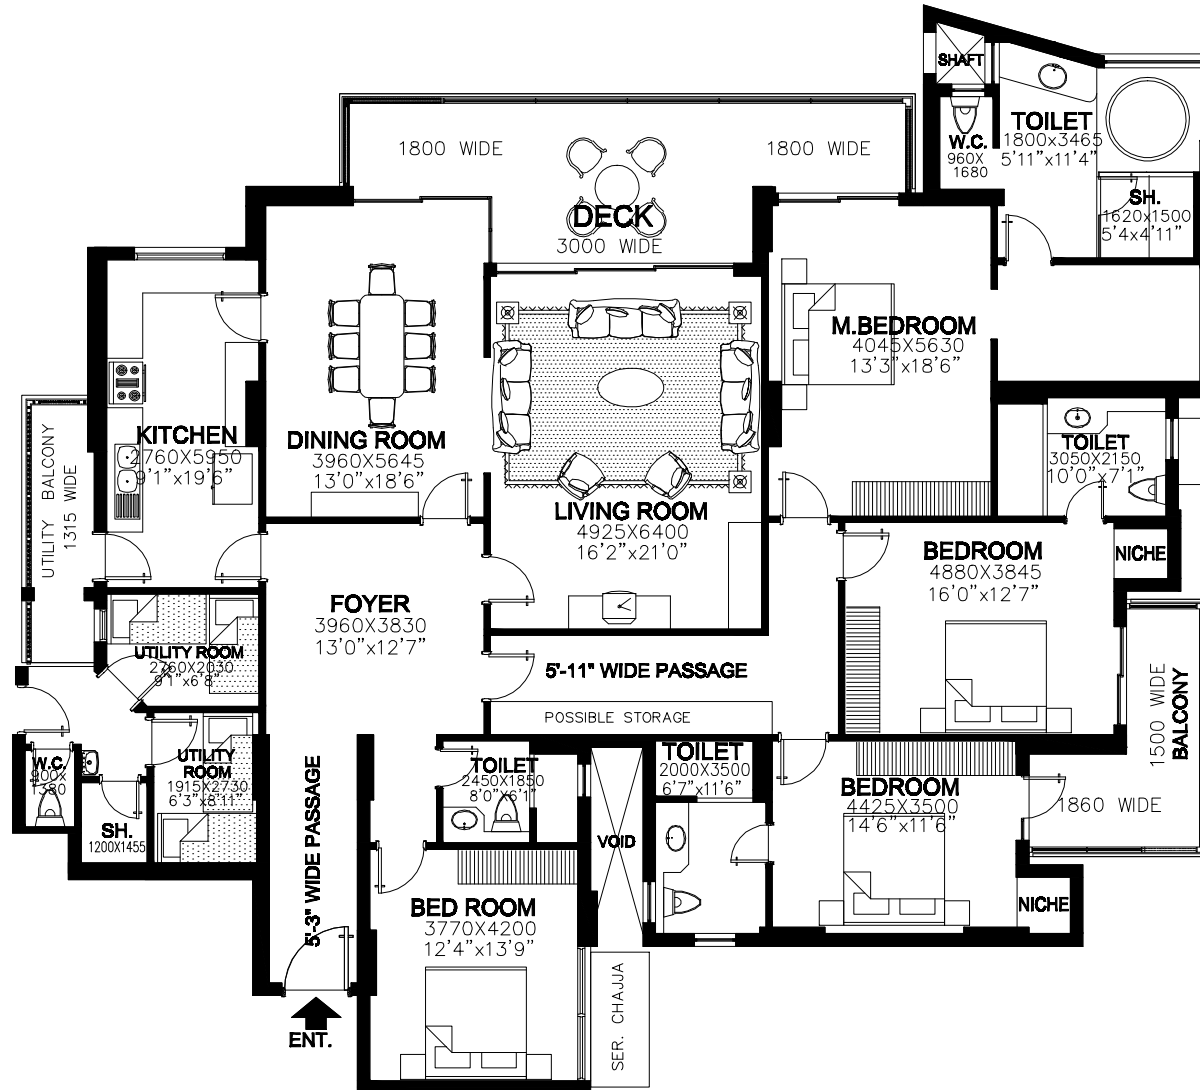 SHAFT
TOILET
1800x3465
5'11"x11'4"
W.C.
960X
1680
SH.
1620x1500
5'4x4'11"
1800 WIDE
1800 WIDE
DECK
3000 WIDE
M.BEDROOM
4045X5630
13'3"x18'6"
KITCHEN
2760X5950
9'1"x19'6"
DINING ROOM
3960X5645
13'0"x18'6"
UTILITY BALCONY
1315 WIDE
TOILET
3050X2150
10'0"x7'1"
LIVING ROOM
4925X6400
16'2"x21'0"
BEDROOM
4880X3845
16'0"x12'7"
NICHE
FOYER
3960X3830
13'0"x12'7"
UTILITY ROOM
2760X2030
9'1"x6'8"
5'-11" WIDE PASSAGE
POSSIBLE STORAGE
1500 WIDE
BALCONY
W.C.
1380
UTILITY
ROOM
1915X2730
6'3"x8'11"
SH.
1200X1455
5'-3" WIDE PASSAGE
TOILET
2450X1850
8'0"X6'1"
VOID
TOILET
2000X3500
6'7"x11'6"
BEDROOM
4425X3500
14'6"x11'6"
1860 WIDE
NICHE
BED ROOM
3770X4200
12'4"x13'9"
SER. CHAJJA
ENT.